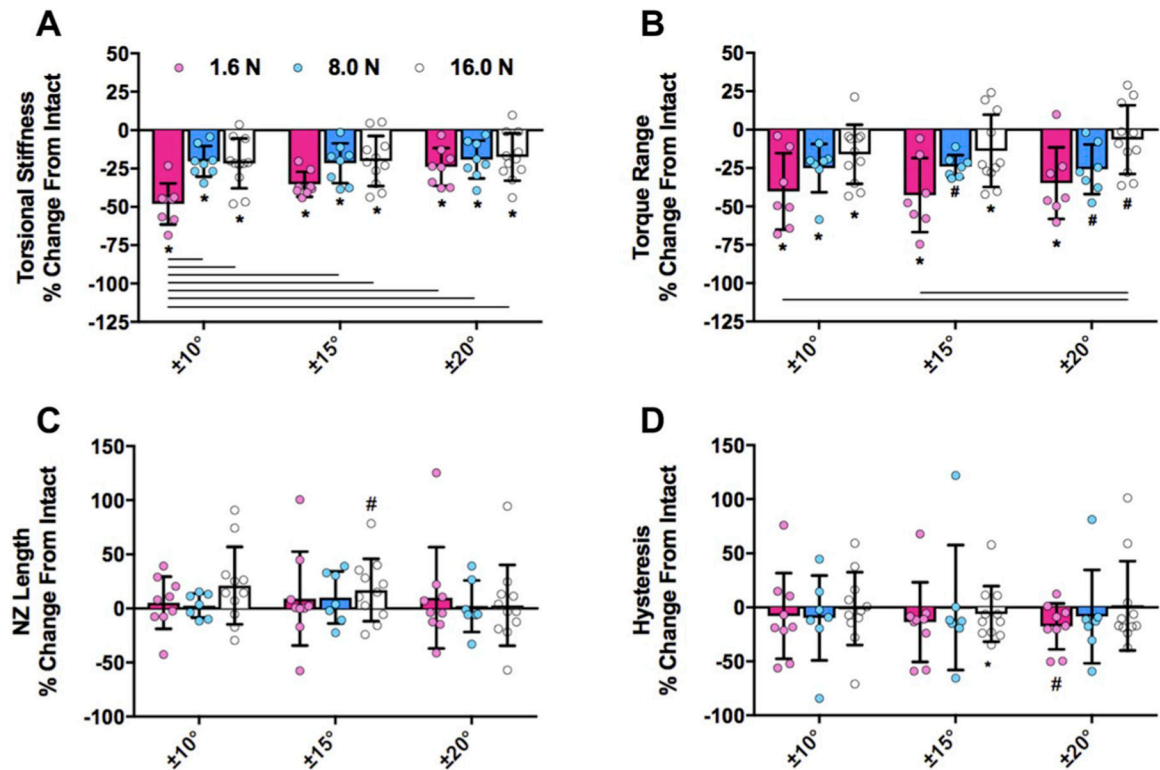 A
Torsional Stiffness
% Change From Intact
50
25
0
-25
-50
-75
-100
-125
1.6 N 8.0 N 16.0 N
* * * * * * * * *
±10° ±15° ±20°
B
Torque Range
% Change From Intact
50
25
0
-25
-50
-75
-100
-125
* * * * # * * # #
±10° ±15° ±20°
C
NZ Length
% Change From Intact
150
100
50
0
-50
-100
#
±10° ±15° ±20°
D
Hysteresis
% Change From Intact
150
100
50
0
-50
-100
* #
±10° ±15° ±20°